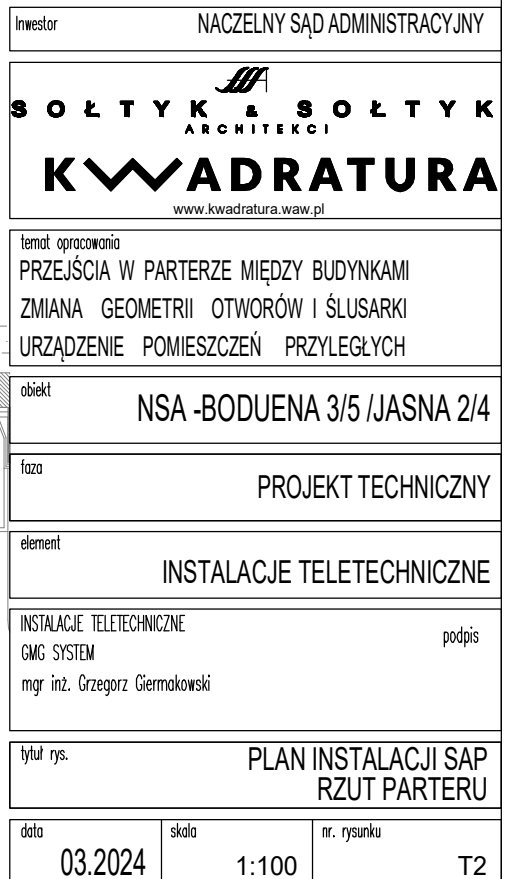 Inwestor NACZELNY SĄD ADMINISTRACYJNY
SOŁTYK & SOŁTYK
ARCHITEKCI
KWADRATURA
www.kwadratura.waw.pl
temat opracowania
PRZEJŚCIA W PARTERZE MIĘDZY BUDYNKAMI
ZMIANA GEOMETRII OTWORÓW I ŚLUSARKI
URZĄDZENIE POMIESZCZEŃ PRZYLEGŁYCH
obiekt
NSA -BODUENA 3/5 /JASNA 2/4
faza
PROJEKT TECHNICZNY
element
INSTALACJE TELETECHNICZNE
INSTALACJE TELETECHNICZNE
podpis
GMG SYSTEM
mgr inż. Grzegorz Giermakowski
tytuł rys.
PLAN INSTALACJI SAP
RZUT PARTERU
data skala nr. rysunku
03.2024 1:100 T2